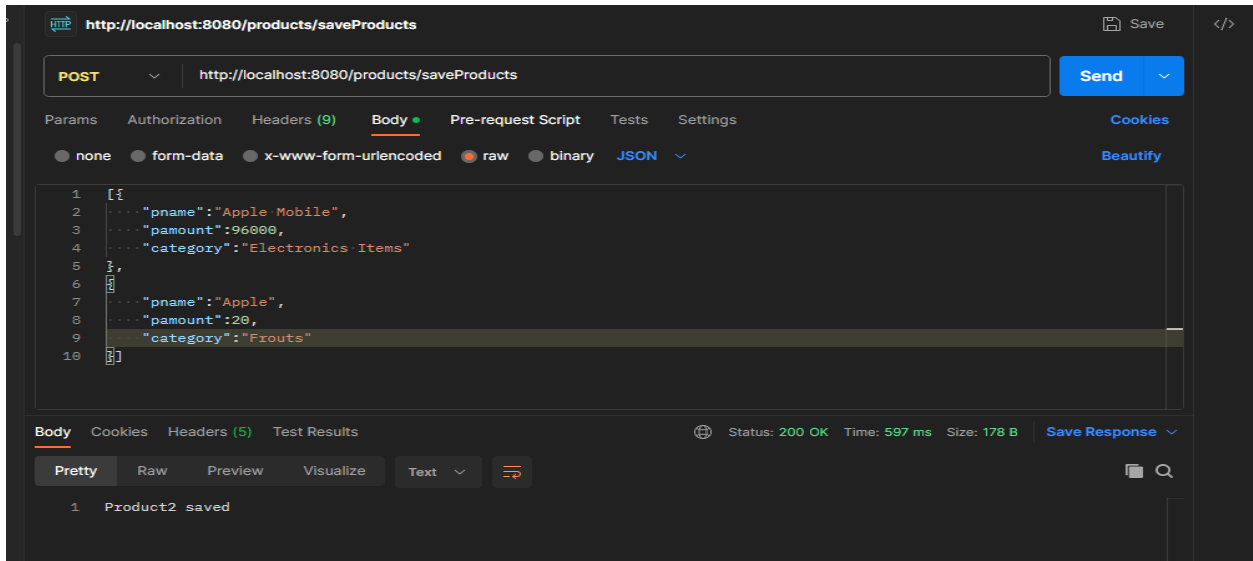 HTTP http://localhost:8080/products/saveProducts Save </>
POST http://localhost:8080/products/saveProducts Send
Params Authorization Headers (9) Body Pre-request Script Tests Settings Cookies
none form-data x-www-form-urlencoded raw binary JSON Beautify
1 [{
2 ····"pname":"Apple·Mobile",
3 ····"pamount":96000,
4 ····"category":"Electronics·Items"
5 },
6 {
7 ····"pname":"Apple",
8 ····"pamount":20,
9 ····"category":"Frouts"
10 }]
Body Cookies Headers (5) Test Results Status: 200 OK Time: 597 ms Size: 178 B Save Response
Pretty Raw Preview Visualize Text
1 Product2 saved